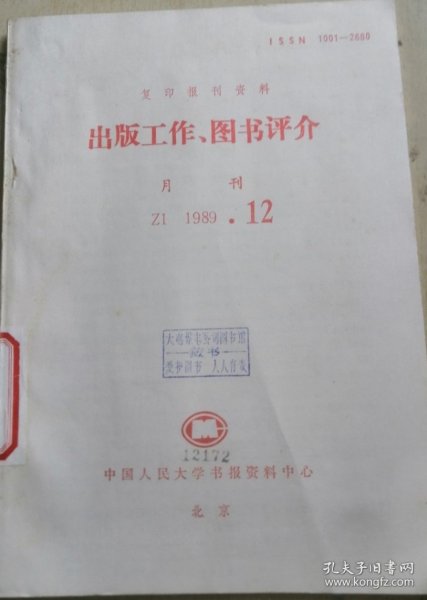 ISSN 1001—2680
复印报刊资料
出版工作、图书评介
月刊
Z1 1989.12
藏书
爱护图书 人人有责
12172
中国人民大学书报资料中心
北京
孔夫子旧书网
www.kongfz.com